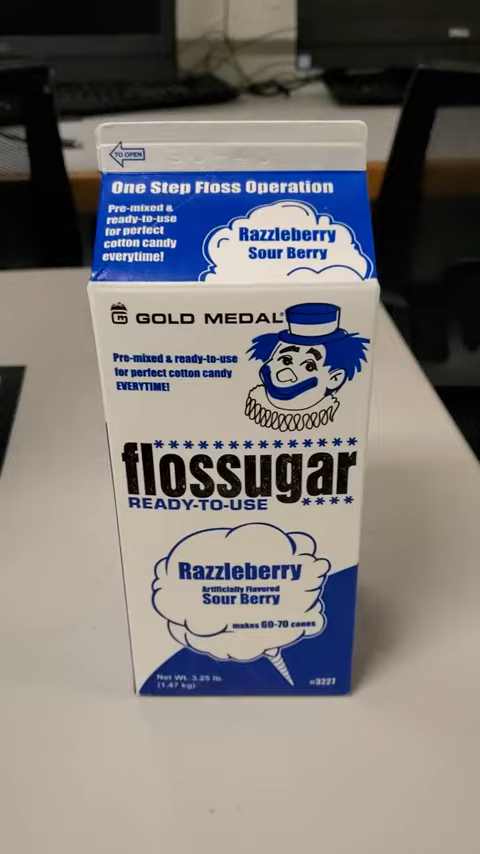 TO OPEN
One Step Floss Operation
Pre-mixed &
ready-to-use
for perfect
cotton candy
everytime!
Razzleberry
Sour Berry
GOLD MEDAL®
Pre-mixed & ready-to-use
for perfect cotton candy
EVERYTIME!
flossugar
READY-TO-USE
Razzleberry
Artificially Flavored
Sour Berry
makes 60-70 cones
Net Wt. 3.25 lb.
(1.47 kg)
#3227